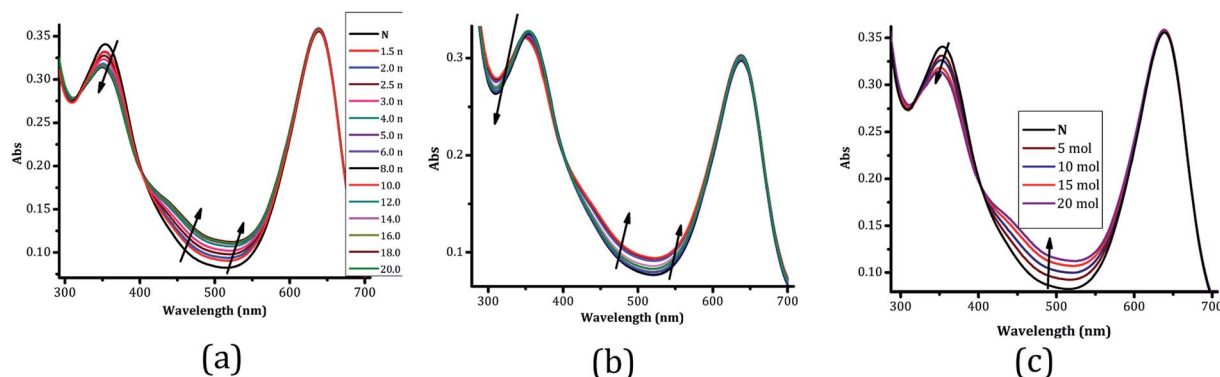 0.35
0.30
0.25
0.20
0.15
0.10
Abs
300 400 500 600 700
Wavelength (nm)
N
1.5 n
2.0 n
2.5 n
3.0 n
4.0 n
5.0 n
6.0 n
8.0 n
10.0
12.0
14.0
16.0
18.0
20.0
(a)
0.3
0.2
0.1
Abs
300 400 500 600 700
Wavelength (nm)
(b)
0.35
0.30
0.25
0.20
0.15
0.10
Abs
300 400 500 600 700
Wavelength (nm)
N
5 mol
10 mol
15 mol
20 mol
(c)